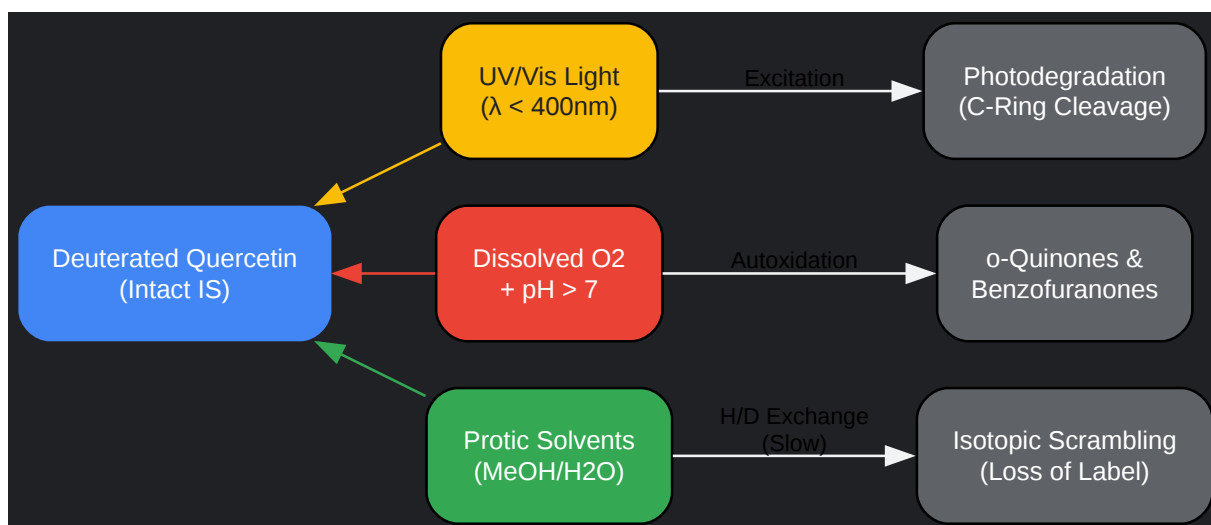 UV/Vis Light
(λ < 400nm)
Excitation
Photodegradation
(C-Ring Cleavage)
Deuterated Quercetin
(Intact IS)
Dissolved O2
+ pH > 7
Autoxidation
o-Quinones &
Benzofuranones
Protic Solvents
(MeOH/H2O)
H/D Exchange
(Slow)
Isotopic Scrambling
(Loss of Label)